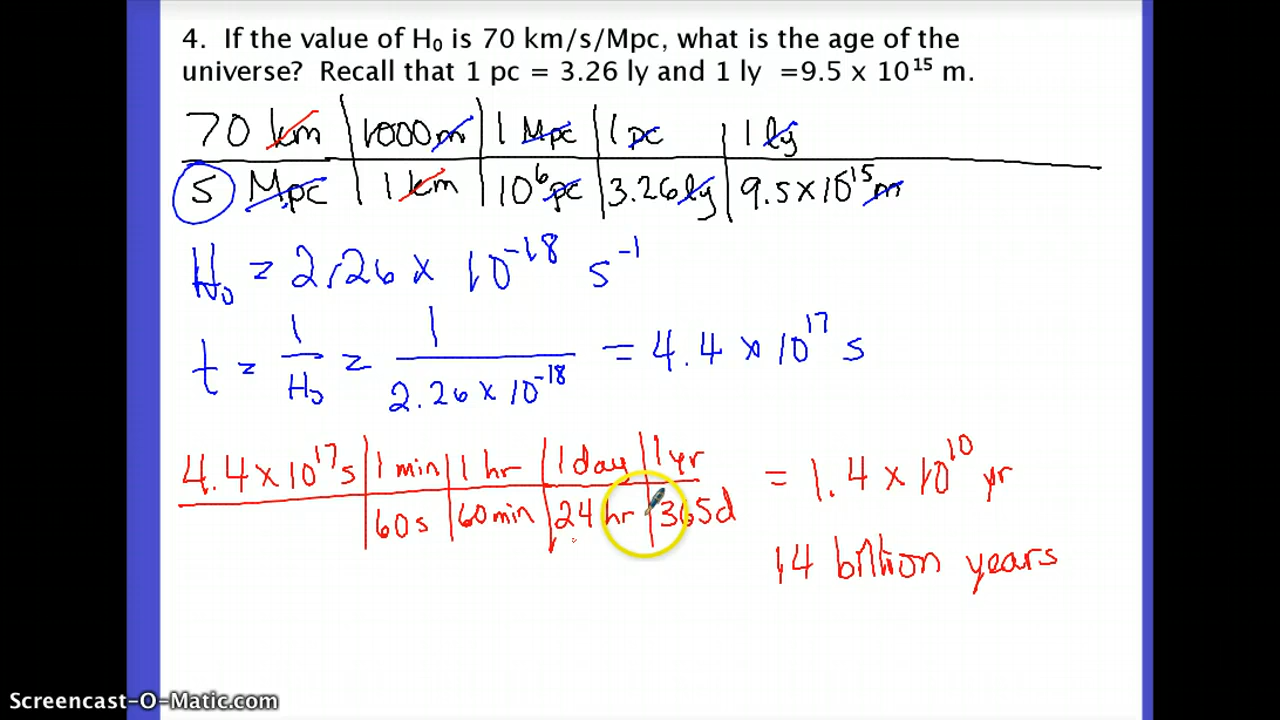 4. If the value of H₀ is 70 km/s/Mpc, what is the age of the
universe? Recall that 1 pc = 3.26 ly and 1 ly =9.5 x 10¹⁵ m.
70 km | 1000m | 1 Mpc | 1 pc | 1 ly
s Mpc | 1 km | 10⁶ pc | 3.26 ly | 9.5 x 10¹⁵ m
H₀ = 2.26 x 10⁻¹⁸ s⁻¹
t = 1/H₀ = 1/2.26 x 10⁻¹⁸ = 4.4 x 10¹⁷ s
4.4 x 10¹⁷ s | 1 min | 1 hr | 1 day | 1 yr = 1.4 x 10¹⁰ yr
60 s | 60 min | 24 hr | 365 d
14 billion years
Screencast-O-Matic.com